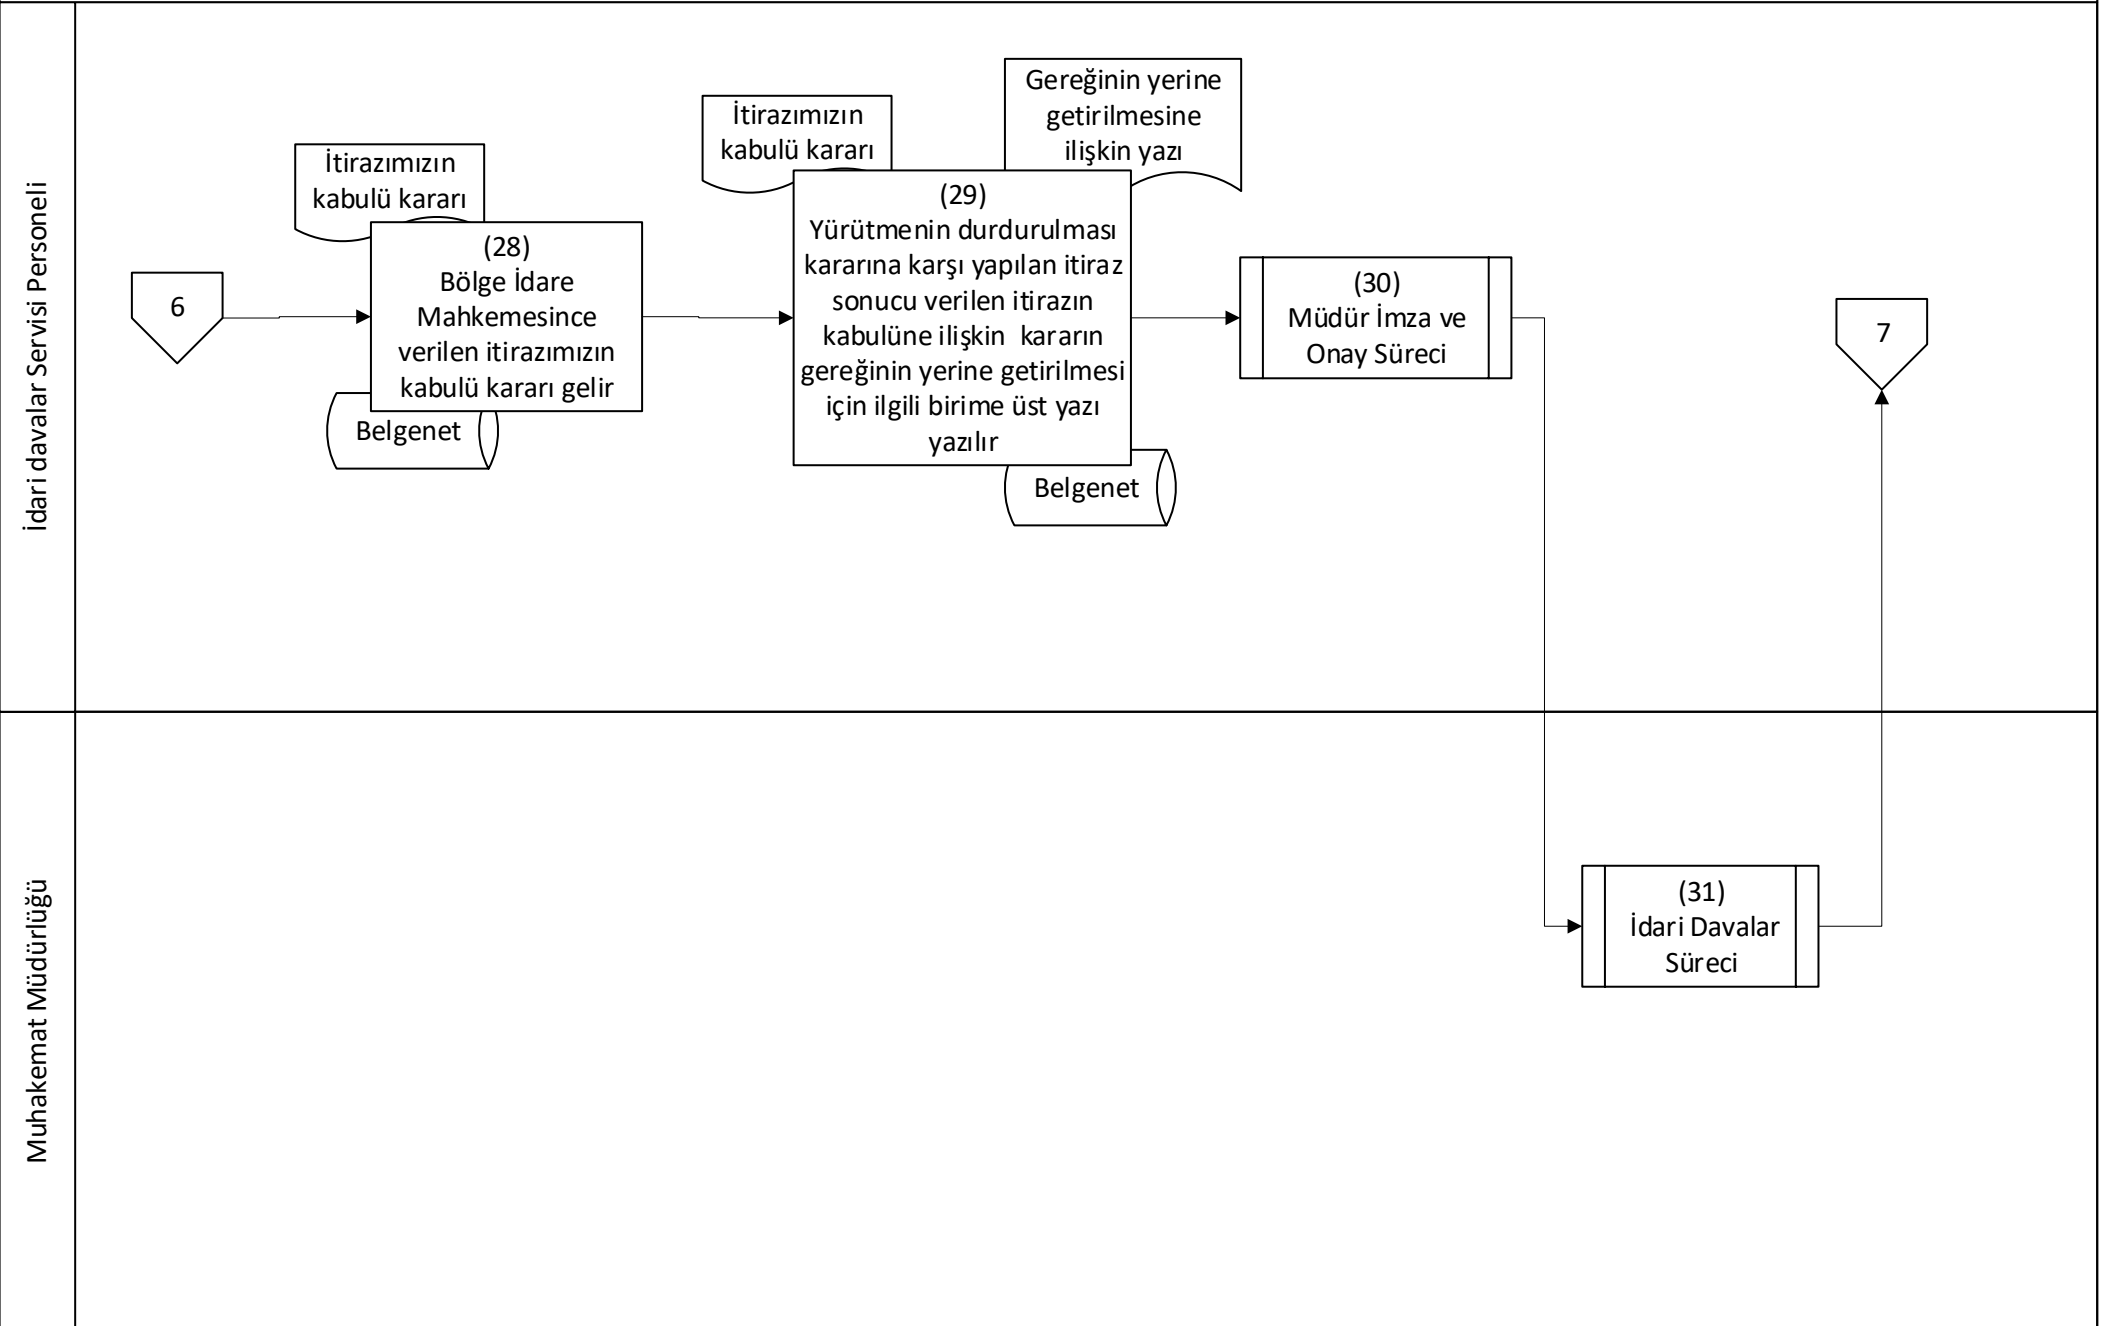 İdari davalar Servisi Personeli
6
İtirazımızın
kabulü kararı
(28)
Bölge İdare
Mahkemesince
verilen itirazımızın
kabulü kararı gelir
Belgenet
İtirazımızın
kabulü kararı
Gereğinin yerine
getirilmesine
ilişkin yazı
(29)
Yürütmenin durdurulması
kararına karşı yapılan itiraz
sonucu verilen itirazın
kabulüne ilişkin kararın
gereğinin yerine getirilmesi
için ilgili birime üst yazı
yazılır
Belgenet
(30)
Müdür İmza ve
Onay Süreci
7
Muhakemat Müdürlüğü
(31)
İdari Davalar
Süreci